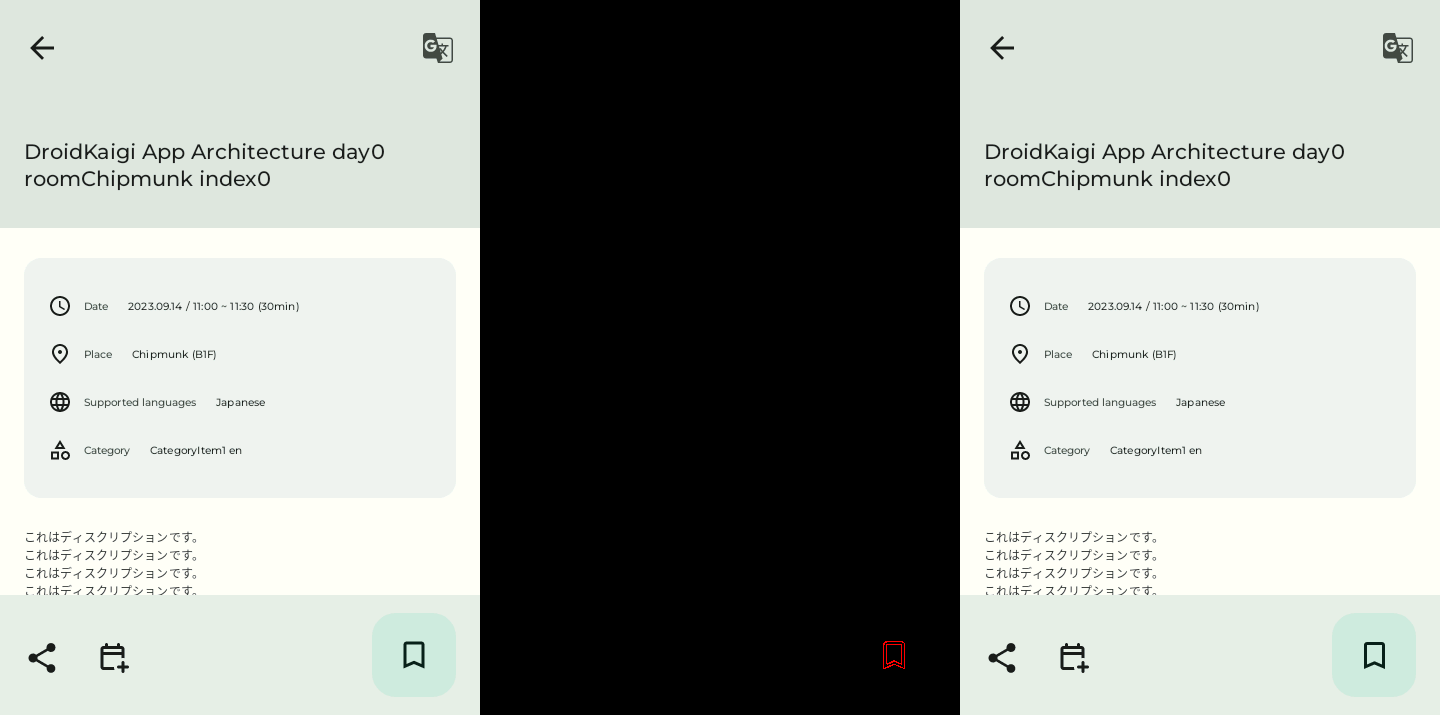 DroidKaigi App Architecture day0
roomChipmunk index0
Date 2023.09.14 / 11:00 ~ 11:30 (30min)
Place Chipmunk (B1F)
Supported languages Japanese
Category CategoryItem1 en
これはディスクリプションです。
これはディスクリプションです。
これはディスクリプションです。
これはディスクリプションです。
DroidKaigi App Architecture day0
roomChipmunk index0
Date 2023.09.14 / 11:00 ~ 11:30 (30min)
Place Chipmunk (B1F)
Supported languages Japanese
Category CategoryItem1 en
これはディスクリプションです。
これはディスクリプションです。
これはディスクリプションです。
これはディスクリプションです。